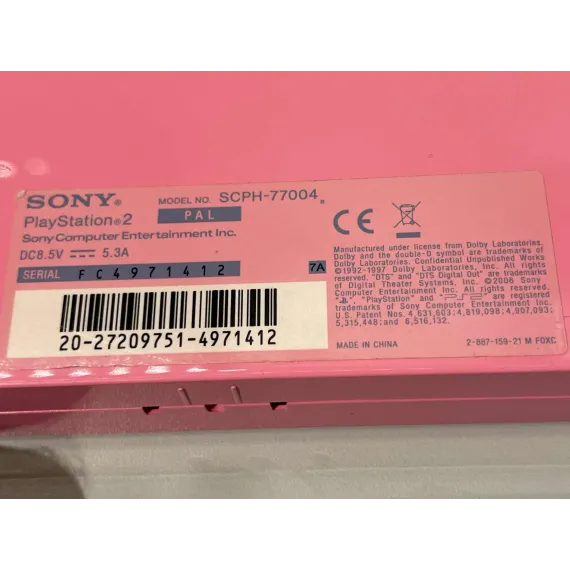 SONY®
MODEL NO. SCPH-77004
PlayStation®2
PAL
Sony Computer Entertainment Inc.
DC8.5V 5.3A
SERIAL FC4971412
7A
20-27209751-4971412
CE
Manufactured under license from Dolby Laboratories.
Dolby and the double-D symbol are trademarks of
Dolby Laboratories. Confidential Unpublished Works
©1992-1997 Dolby Laboratories, Inc. All rights
reserved. "DTS" and "DTS Digital Out" are trademarks
of Digital Theater Systems, Inc. ©2006 Sony
Computer Entertainment Inc. All rights reserved.
" ", "PlayStation" and "PS2" are registered
trademarks of Sony Computer Entertainment Inc.
U.S. Patent Nos. 4,631,603; 4,819,098; 4,907,093;
5,315,448; and 6,516,132.
MADE IN CHINA
2-887-159-21 M FOXC